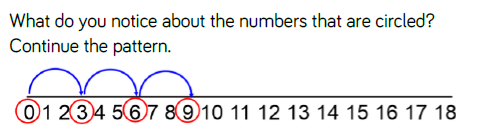 What do you notice about the numbers that are circled?
Continue the pattern.
0 1 2 3 4 5 6 7 8 9 10 11 12 13 14 15 16 17 18